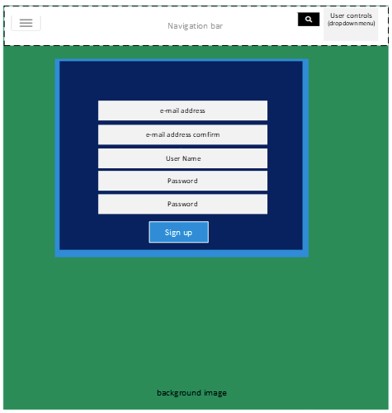 Navigation bar
User controls
(dropdown menu)
e-mail address
e-mail address comfirm
User Name
Password
Password
Sign up
background image